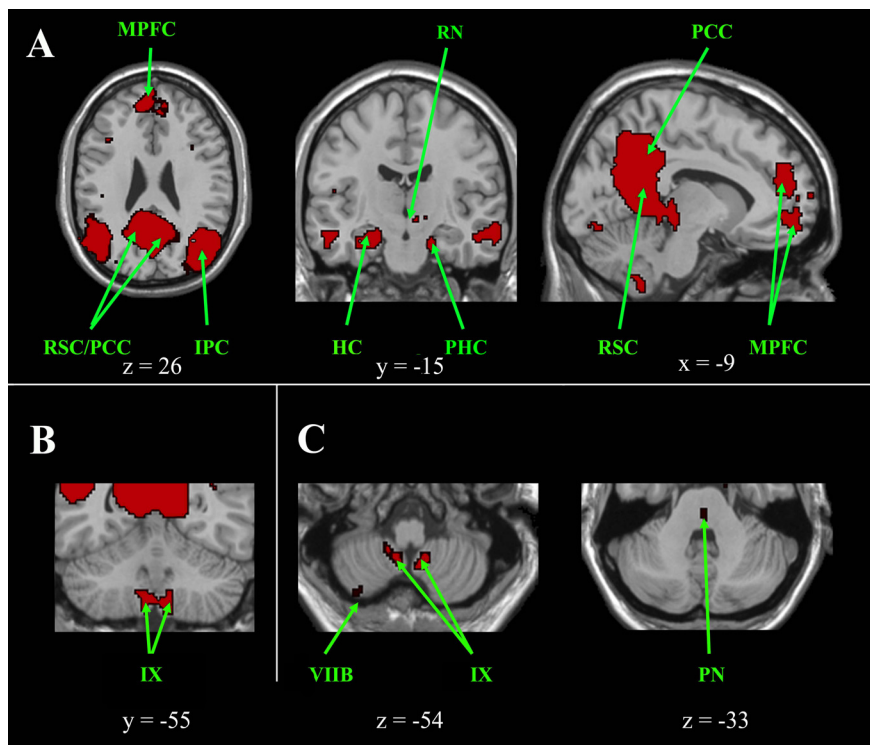 A
MPFC
RN
PCC
RSC/PCC
IPC
HC
PHC
RSC
MPFC
z = 26
y = -15
x = -9
B
C
IX
VIIB
IX
PN
y = -55
z = -54
z = -33